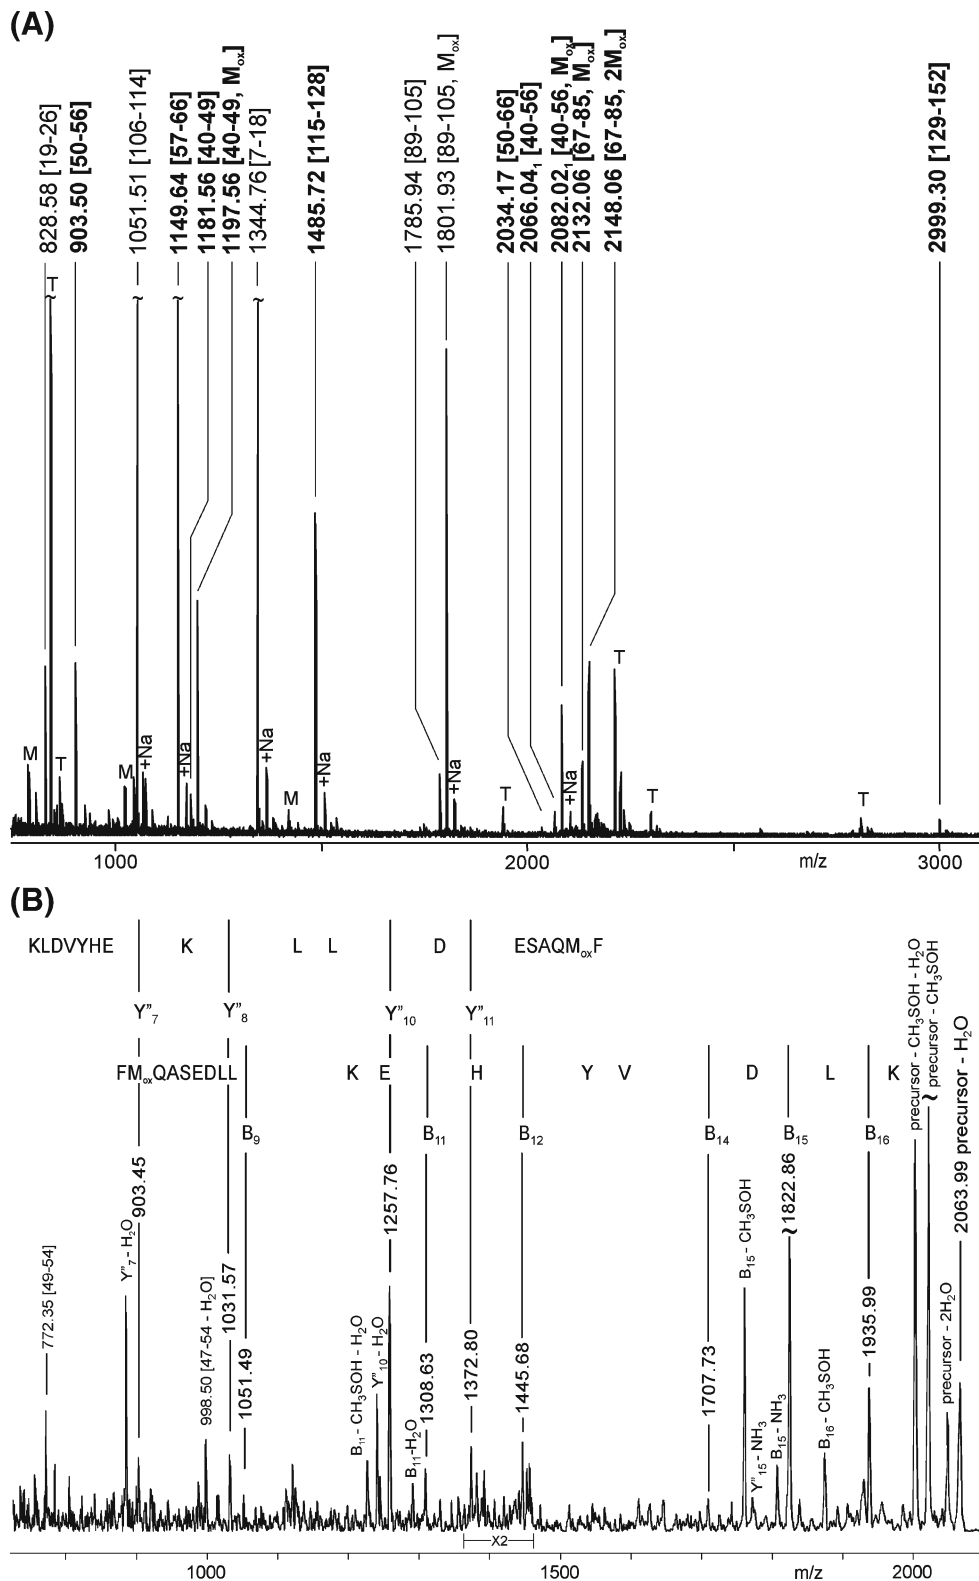 (A)
828.58 [19-26]
903.50 [50-56]
1051.51 [106-114]
1149.64 [57-66]
1181.56 [40-49]
1197.56 [40-49, Mox]
1344.76 [7-18]
1485.72 [115-128]
1785.94 [89-105]
1801.93 [89-105, Mox]
2034.17 [50-66]
2066.04, [40-56]
2082.02, [40-56, Mox]
2132.06 [67-85, Mox]
2148.06 [67-85, 2Mox]
2999.30 [129-152]
T
~ ~ ~ ~
M T M +Na +Na +Na M +Na +Na T +Na T T T
1000 2000 m/z 3000
(B)
KLDVYHE K L L D ESAQMoxF
Y"7 Y"8 Y"10 Y"11
FMoxQASEDLL K E H Y V D L K
B9 B11 B12 B14 B15 B16
772.35 [49-54]
Y"7 - H2O
903.45
998.50 [47-54 - H2O]
1031.57
1051.49
B11 - CH3SOH - H2O
Y"10 - H2O
1257.76
B11-H2O
1308.63
1372.80
1445.68
1707.73
B15 - CH3SOH
Y"15 - NH3
B15 - NH3
~1822.86
B16 - CH3SOH
1935.99
precursor - CH3SOH - H2O
~ precursor - CH3SOH
precursor - 2H2O
2063.99 precursor - H2O
X2
1000 1500 m/z 2000